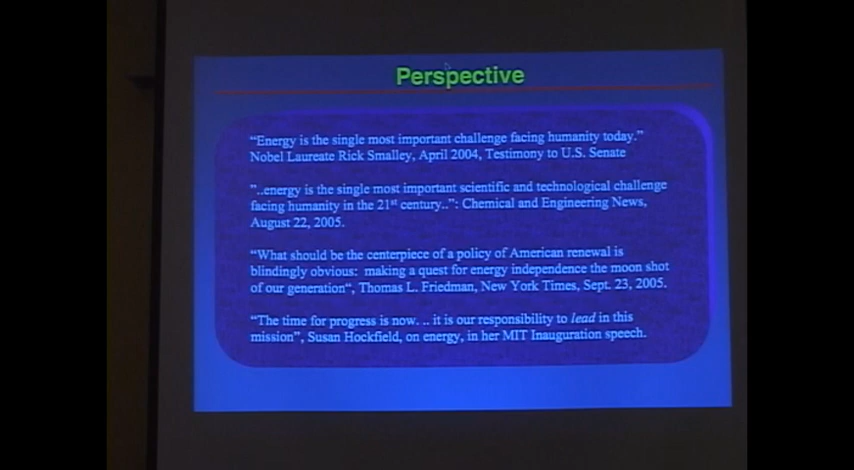 Perspective
“Energy is the single most important challenge facing humanity today.”
Nobel Laureate Rick Smalley, April 2004, Testimony to U.S. Senate
”..energy is the single most important scientific and technological challenge
facing humanity in the 21st century..”: Chemical and Engineering News,
August 22, 2005.
“What should be the centerpiece of a policy of American renewal is
blindingly obvious: making a quest for energy independence the moon shot
of our generation“, Thomas L. Friedman, New York Times, Sept. 23, 2005.
“The time for progress is now. .. it is our responsibility to lead in this
mission”, Susan Hockfield, on energy, in her MIT Inauguration speech.